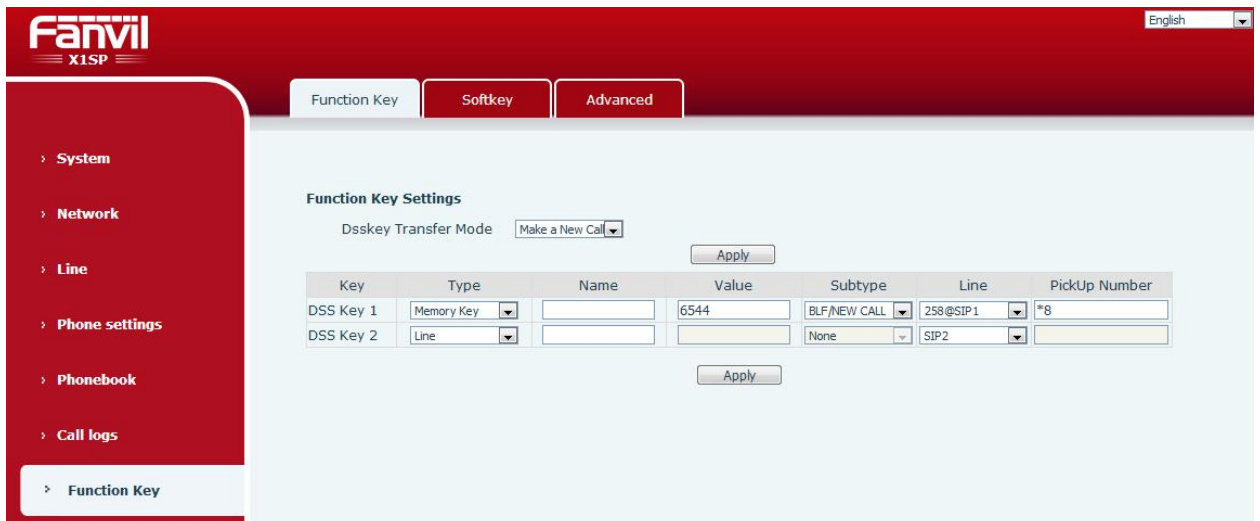 English
Fanvil
X1SP
Function Key Softkey Advanced
› System
› Network
› Line
› Phone settings
› Phonebook
› Call logs
› Function Key
Function Key Settings
Dsskey Transfer Mode Make a New Call
Apply
Key Type Name Value Subtype Line PickUp Number
DSS Key 1 Memory Key 6544 BLF/NEW CALL 258@SIP1 *8
DSS Key 2 Line None SIP2
Apply